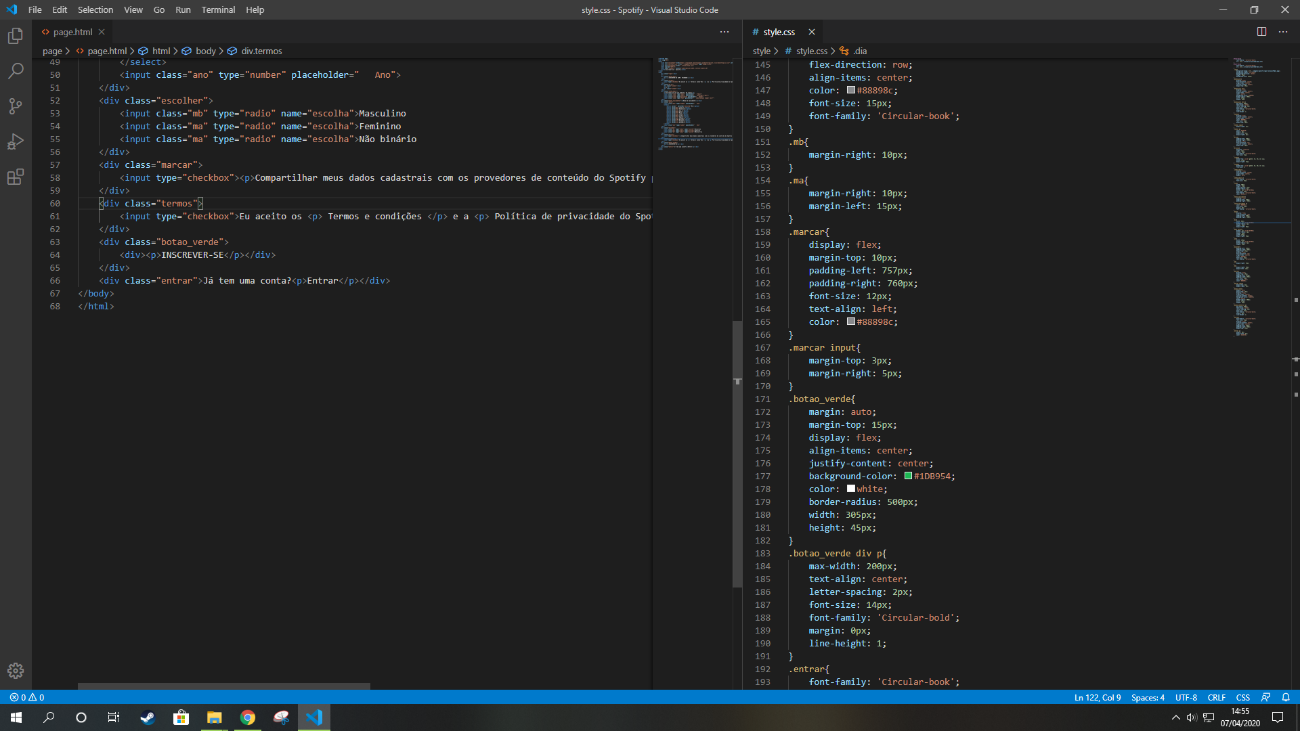 File Edit Selection View Go Run Terminal Help
style.css - Spotify - Visual Studio Code
page.html
page > page.html > html > body > div.termos
49 </select>
50 <input class="ano" type="number" placeholder="   Ano">
51 </div>
52 <div class="escolher">
53 <input class="mb" type="radio" name="escolha">Masculino
54 <input class="ma" type="radio" name="escolha">Feminino
55 <input class="ma" type="radio" name="escolha">Não binário
56 </div>
57 <div class="marcar">
58 <input type="checkbox"><p>Compartilhar meus dados cadastrais com os provedores de conteúdo do Spotify p
59 </div>
60 <div class="termos">
61 <input type="checkbox">Eu aceito os <p> Termos e condições </p> e a <p> Política de privacidade do Spot
62 </div>
63 <div class="botao_verde">
64 <div><p>INSCREVER-SE</p></div>
65 </div>
66 <div class="entrar">Já tem uma conta?<p>Entrar</p></div>
67 </body>
68 </html>
style.css
style > # style.css > .dia
145 flex-direction: row;
146 align-items: center;
147 color: #88898c;
148 font-size: 15px;
149 font-family: 'Circular-book';
150 }
151 .mb{
152 margin-right: 10px;
153 }
154 .ma{
155 margin-right: 10px;
156 margin-left: 15px;
157 }
158 .marcar{
159 display: flex;
160 margin-top: 10px;
161 padding-left: 757px;
162 padding-right: 760px;
163 font-size: 12px;
164 text-align: left;
165 color: #88898c;
166 }
167 .marcar input{
168 margin-top: 3px;
169 margin-right: 5px;
170 }
171 .botao_verde{
172 margin: auto;
173 margin-top: 15px;
174 display: flex;
175 align-items: center;
176 justify-content: center;
177 background-color: #1DB954;
178 color: white;
179 border-radius: 500px;
180 width: 305px;
181 height: 45px;
182 }
183 .botao_verde div p{
184 max-width: 200px;
185 text-align: center;
186 letter-spacing: 2px;
187 font-size: 14px;
188 font-family: 'Circular-bold';
189 margin: 0px;
190 line-height: 1;
191 }
192 .entrar{
193 font-family: 'Circular-book';
0 0
Ln 122, Col 9 Spaces: 4 UTF-8 CRLF CSS
14:55
07/04/2020